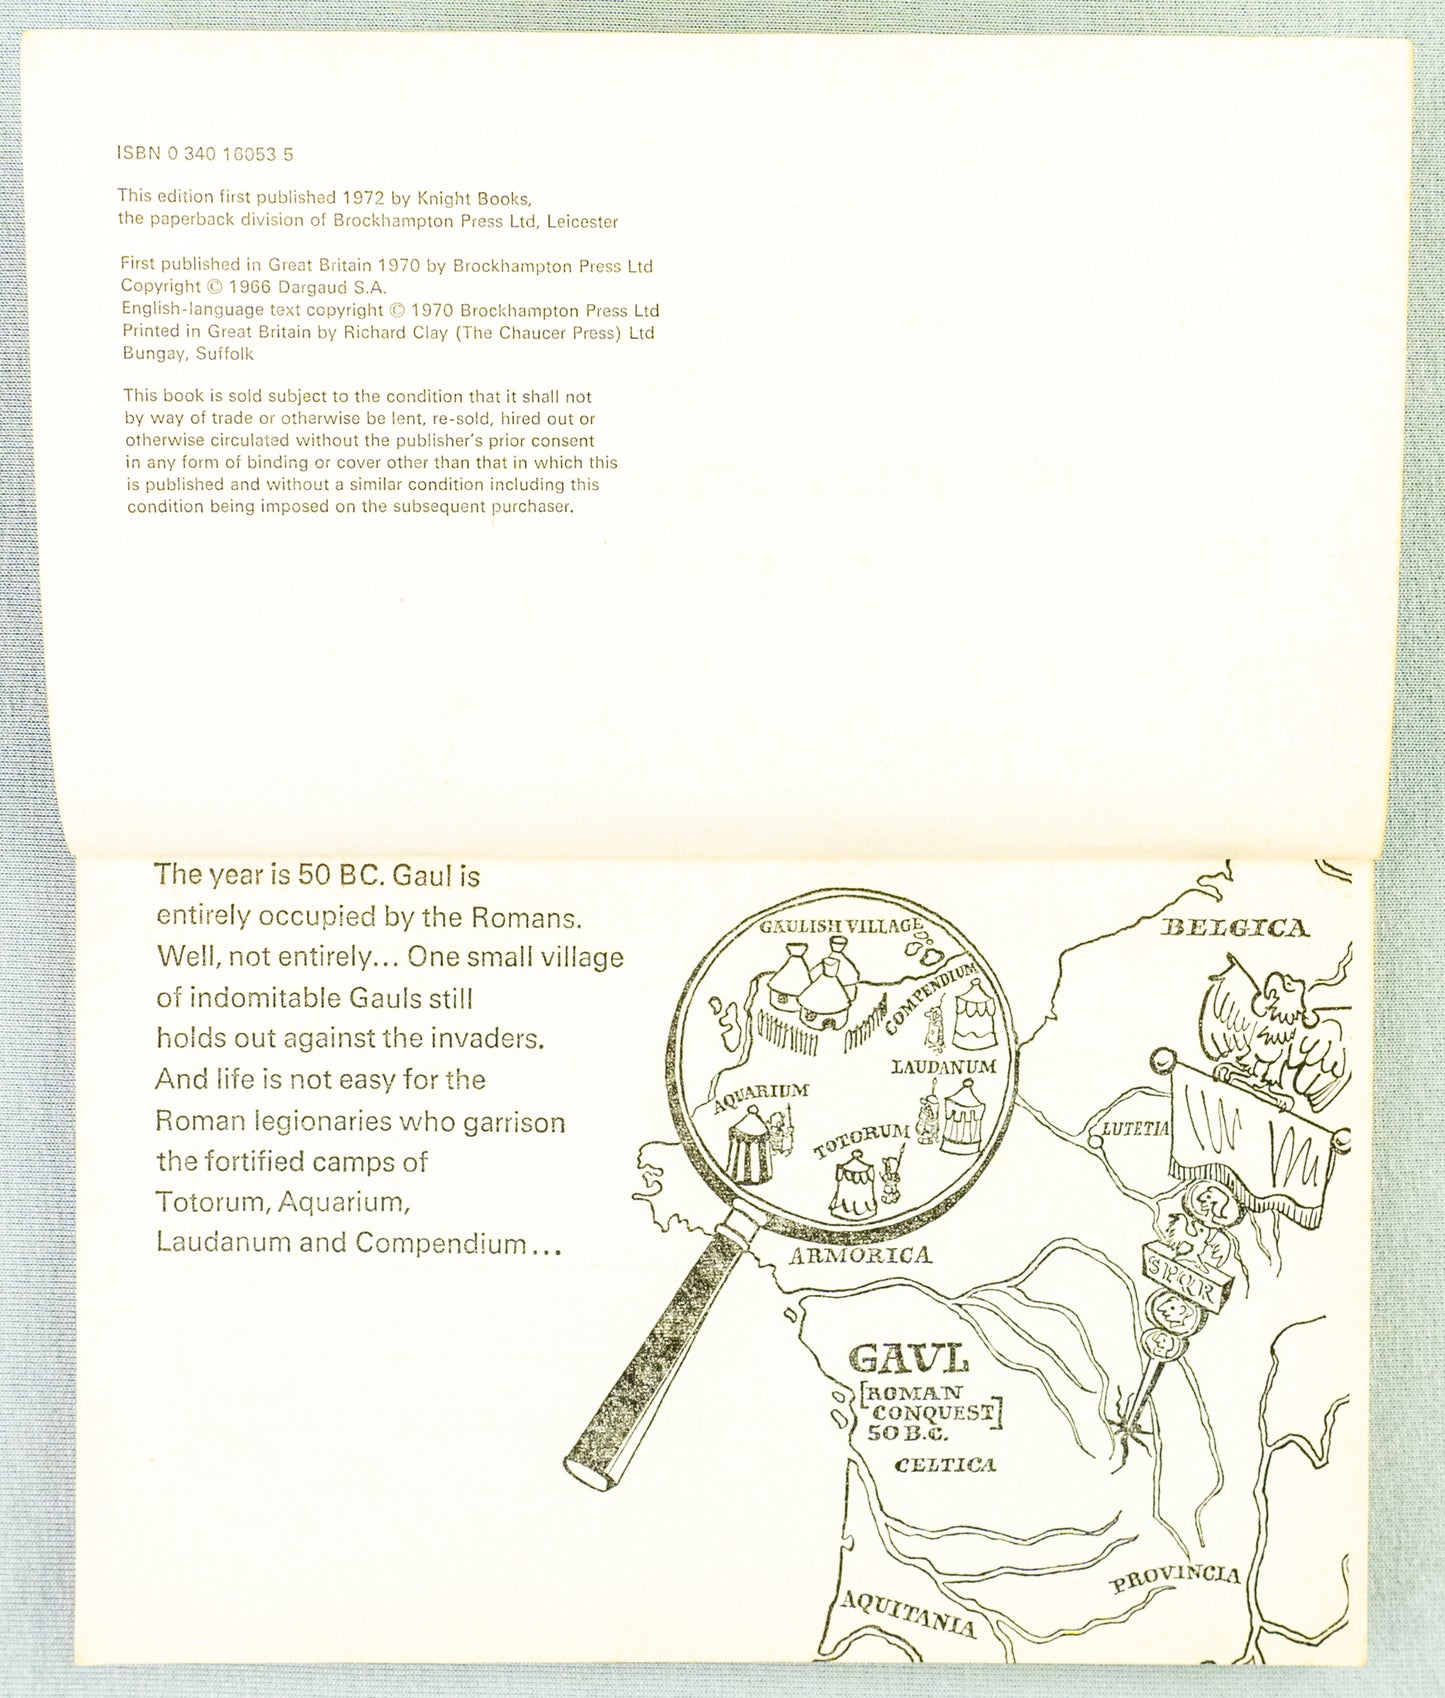 ISBN 0 340 16053 5
This edition first published 1972 by Knight Books,
the paperback division of Brockhampton Press Ltd, Leicester
First published in Great Britain 1970 by Brockhampton Press Ltd
Copyright © 1966 Dargaud S.A.
English-language text copyright © 1970 Brockhampton Press Ltd
Printed in Great Britain by Richard Clay (The Chaucer Press) Ltd
Bungay, Suffolk
This book is sold subject to the condition that it shall not
by way of trade or otherwise be lent, re-sold, hired out or
otherwise circulated without the publisher's prior consent
in any form of binding or cover other than that in which this
is published and without a similar condition including this
condition being imposed on the subsequent purchaser.
The year is 50 BC. Gaul is
entirely occupied by the Romans.
Well, not entirely... One small village
of indomitable Gauls still
holds out against the invaders.
And life is not easy for the
Roman legionaries who garrison
the fortified camps of
Totorum, Aquarium,
Laudanum and Compendium...
GAULISH VILLAGE
COMPENDIUM
LAUDANUM
AQUARIUM
TOTORUM
BELGICA
LUTETIA
SPQR
ARMORICA
GAVL
[ROMAN
CONQUEST]
50 B.C.
CELTICA
PROVINCIA
AQUITANIA